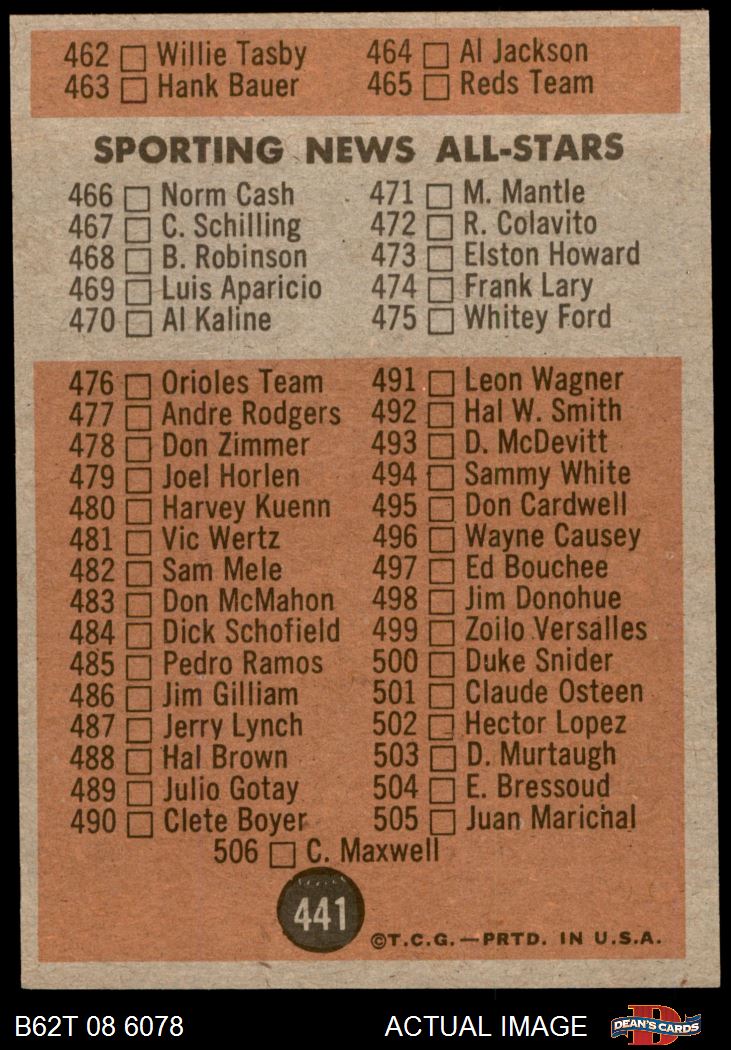 462 Willie Tasby 464 Al Jackson
463 Hank Bauer 465 Reds Team
SPORTING NEWS ALL-STARS
466 Norm Cash 471 M. Mantle
467 C. Schilling 472 R. Colavito
468 B. Robinson 473 Elston Howard
469 Luis Aparicio 474 Frank Lary
470 Al Kaline 475 Whitey Ford
476 Orioles Team 491 Leon Wagner
477 Andre Rodgers 492 Hal W. Smith
478 Don Zimmer 493 D. McDevitt
479 Joel Horlen 494 Sammy White
480 Harvey Kuenn 495 Don Cardwell
481 Vic Wertz 496 Wayne Causey
482 Sam Mele 497 Ed Bouchee
483 Don McMahon 498 Jim Donohue
484 Dick Schofield 499 Zoilo Versalles
485 Pedro Ramos 500 Duke Snider
486 Jim Gilliam 501 Claude Osteen
487 Jerry Lynch 502 Hector Lopez
488 Hal Brown 503 D. Murtaugh
489 Julio Gotay 504 E. Bressoud
490 Clete Boyer 505 Juan Marichal
506 C. Maxwell
441
©T.C.G.—PRTD. IN U.S.A.
B62T 08 6078 ACTUAL IMAGE DEAN'S CARDS